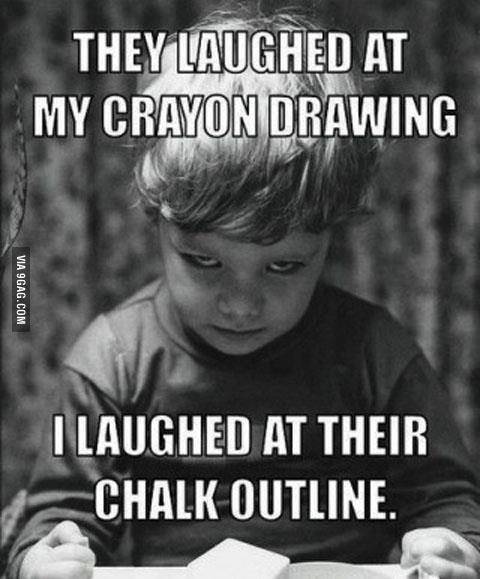 THEY LAUGHED AT
MY CRAYON DRAWING
VIA 9GAG.COM
I LAUGHED AT THEIR
CHALK OUTLINE.